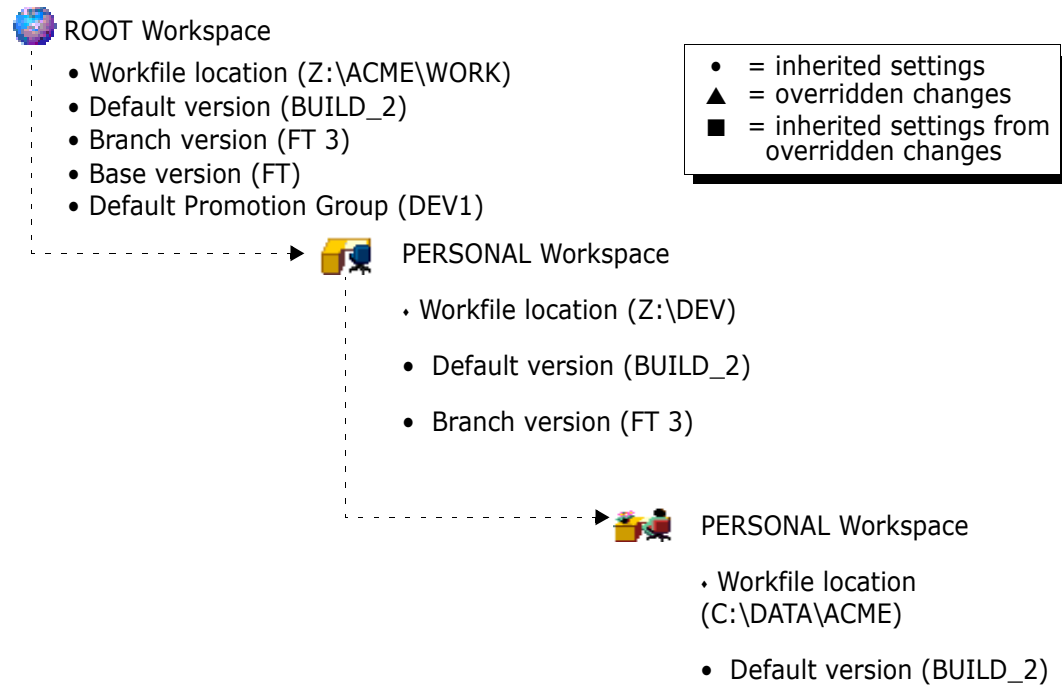 ROOT Workspace
• Workfile location (Z:\ACME\WORK)
• Default version (BUILD_2)
• Branch version (FT 3)
• Base version (FT)
• Default Promotion Group (DEV1)
• = inherited settings
▲ = overridden changes
■ = inherited settings from
overridden changes
PERSONAL Workspace
⬧ Workfile location (Z:\DEV)
• Default version (BUILD_2)
• Branch version (FT 3)
PERSONAL Workspace
⬧ Workfile location
(C:\DATA\ACME)
• Default version (BUILD_2)